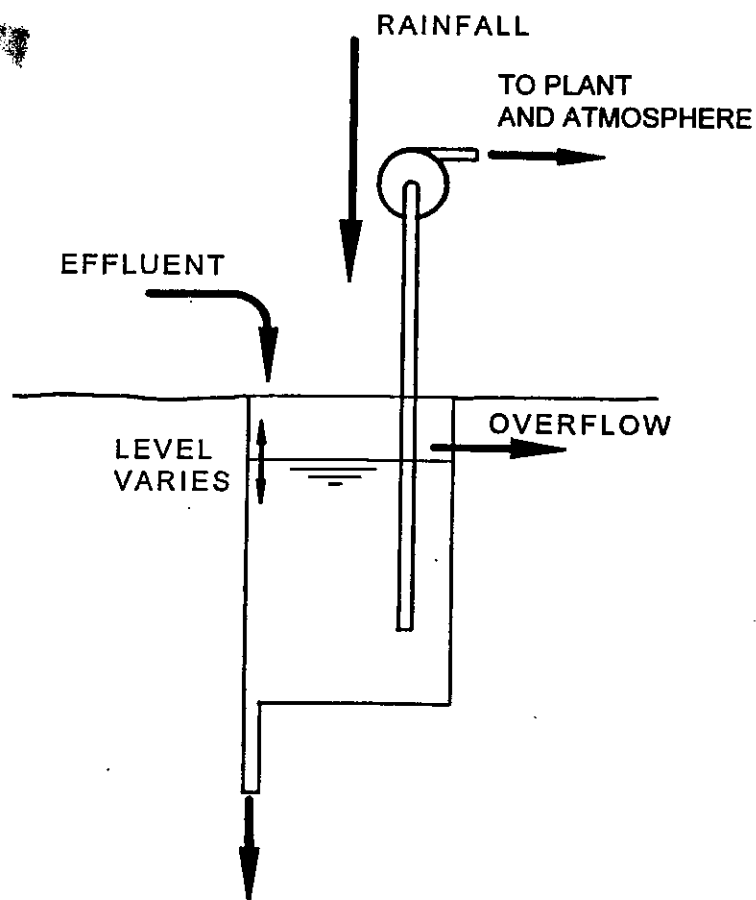 RAINFALL
TO PLANT
AND ATMOSPHERE
EFFLUENT
OVERFLOW
LEVEL
VARIES